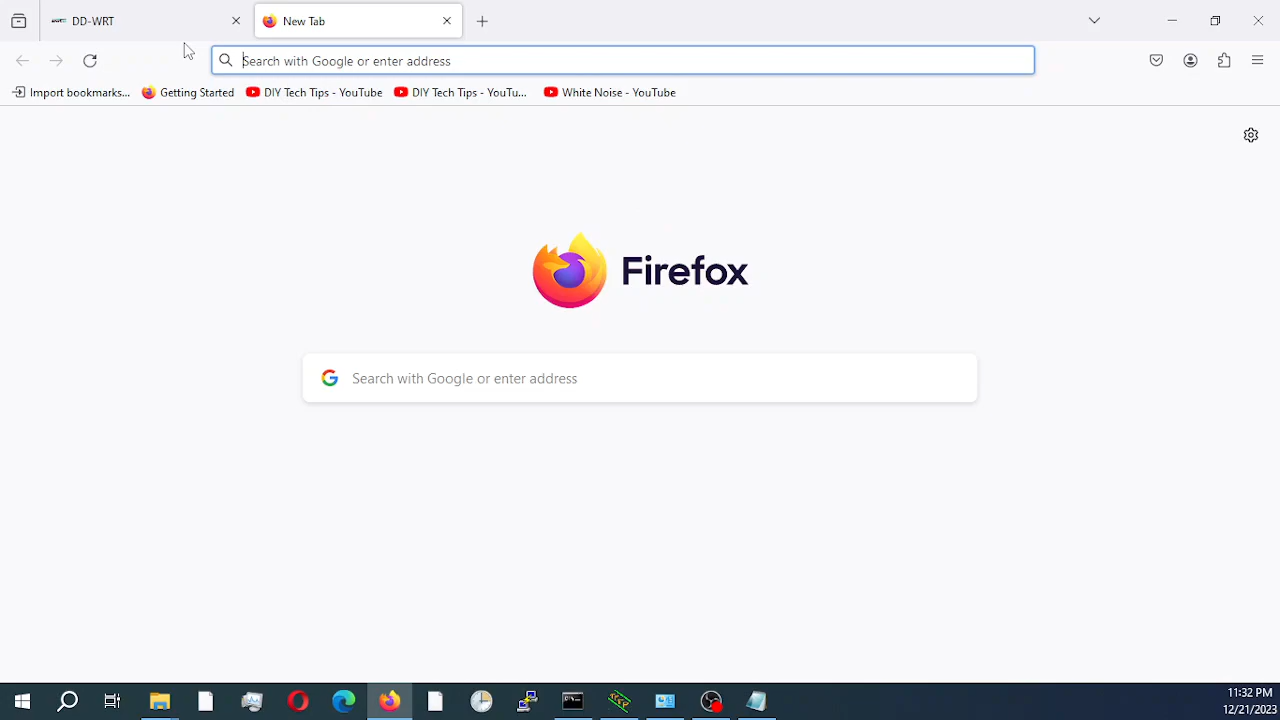 DD-WRT
New Tab
Search with Google or enter address
Import bookmarks...
Getting Started
DIY Tech Tips - YouTube
DIY Tech Tips - YouTu...
White Noise - YouTube
Firefox
Search with Google or enter address
11:32 PM
12/21/2023